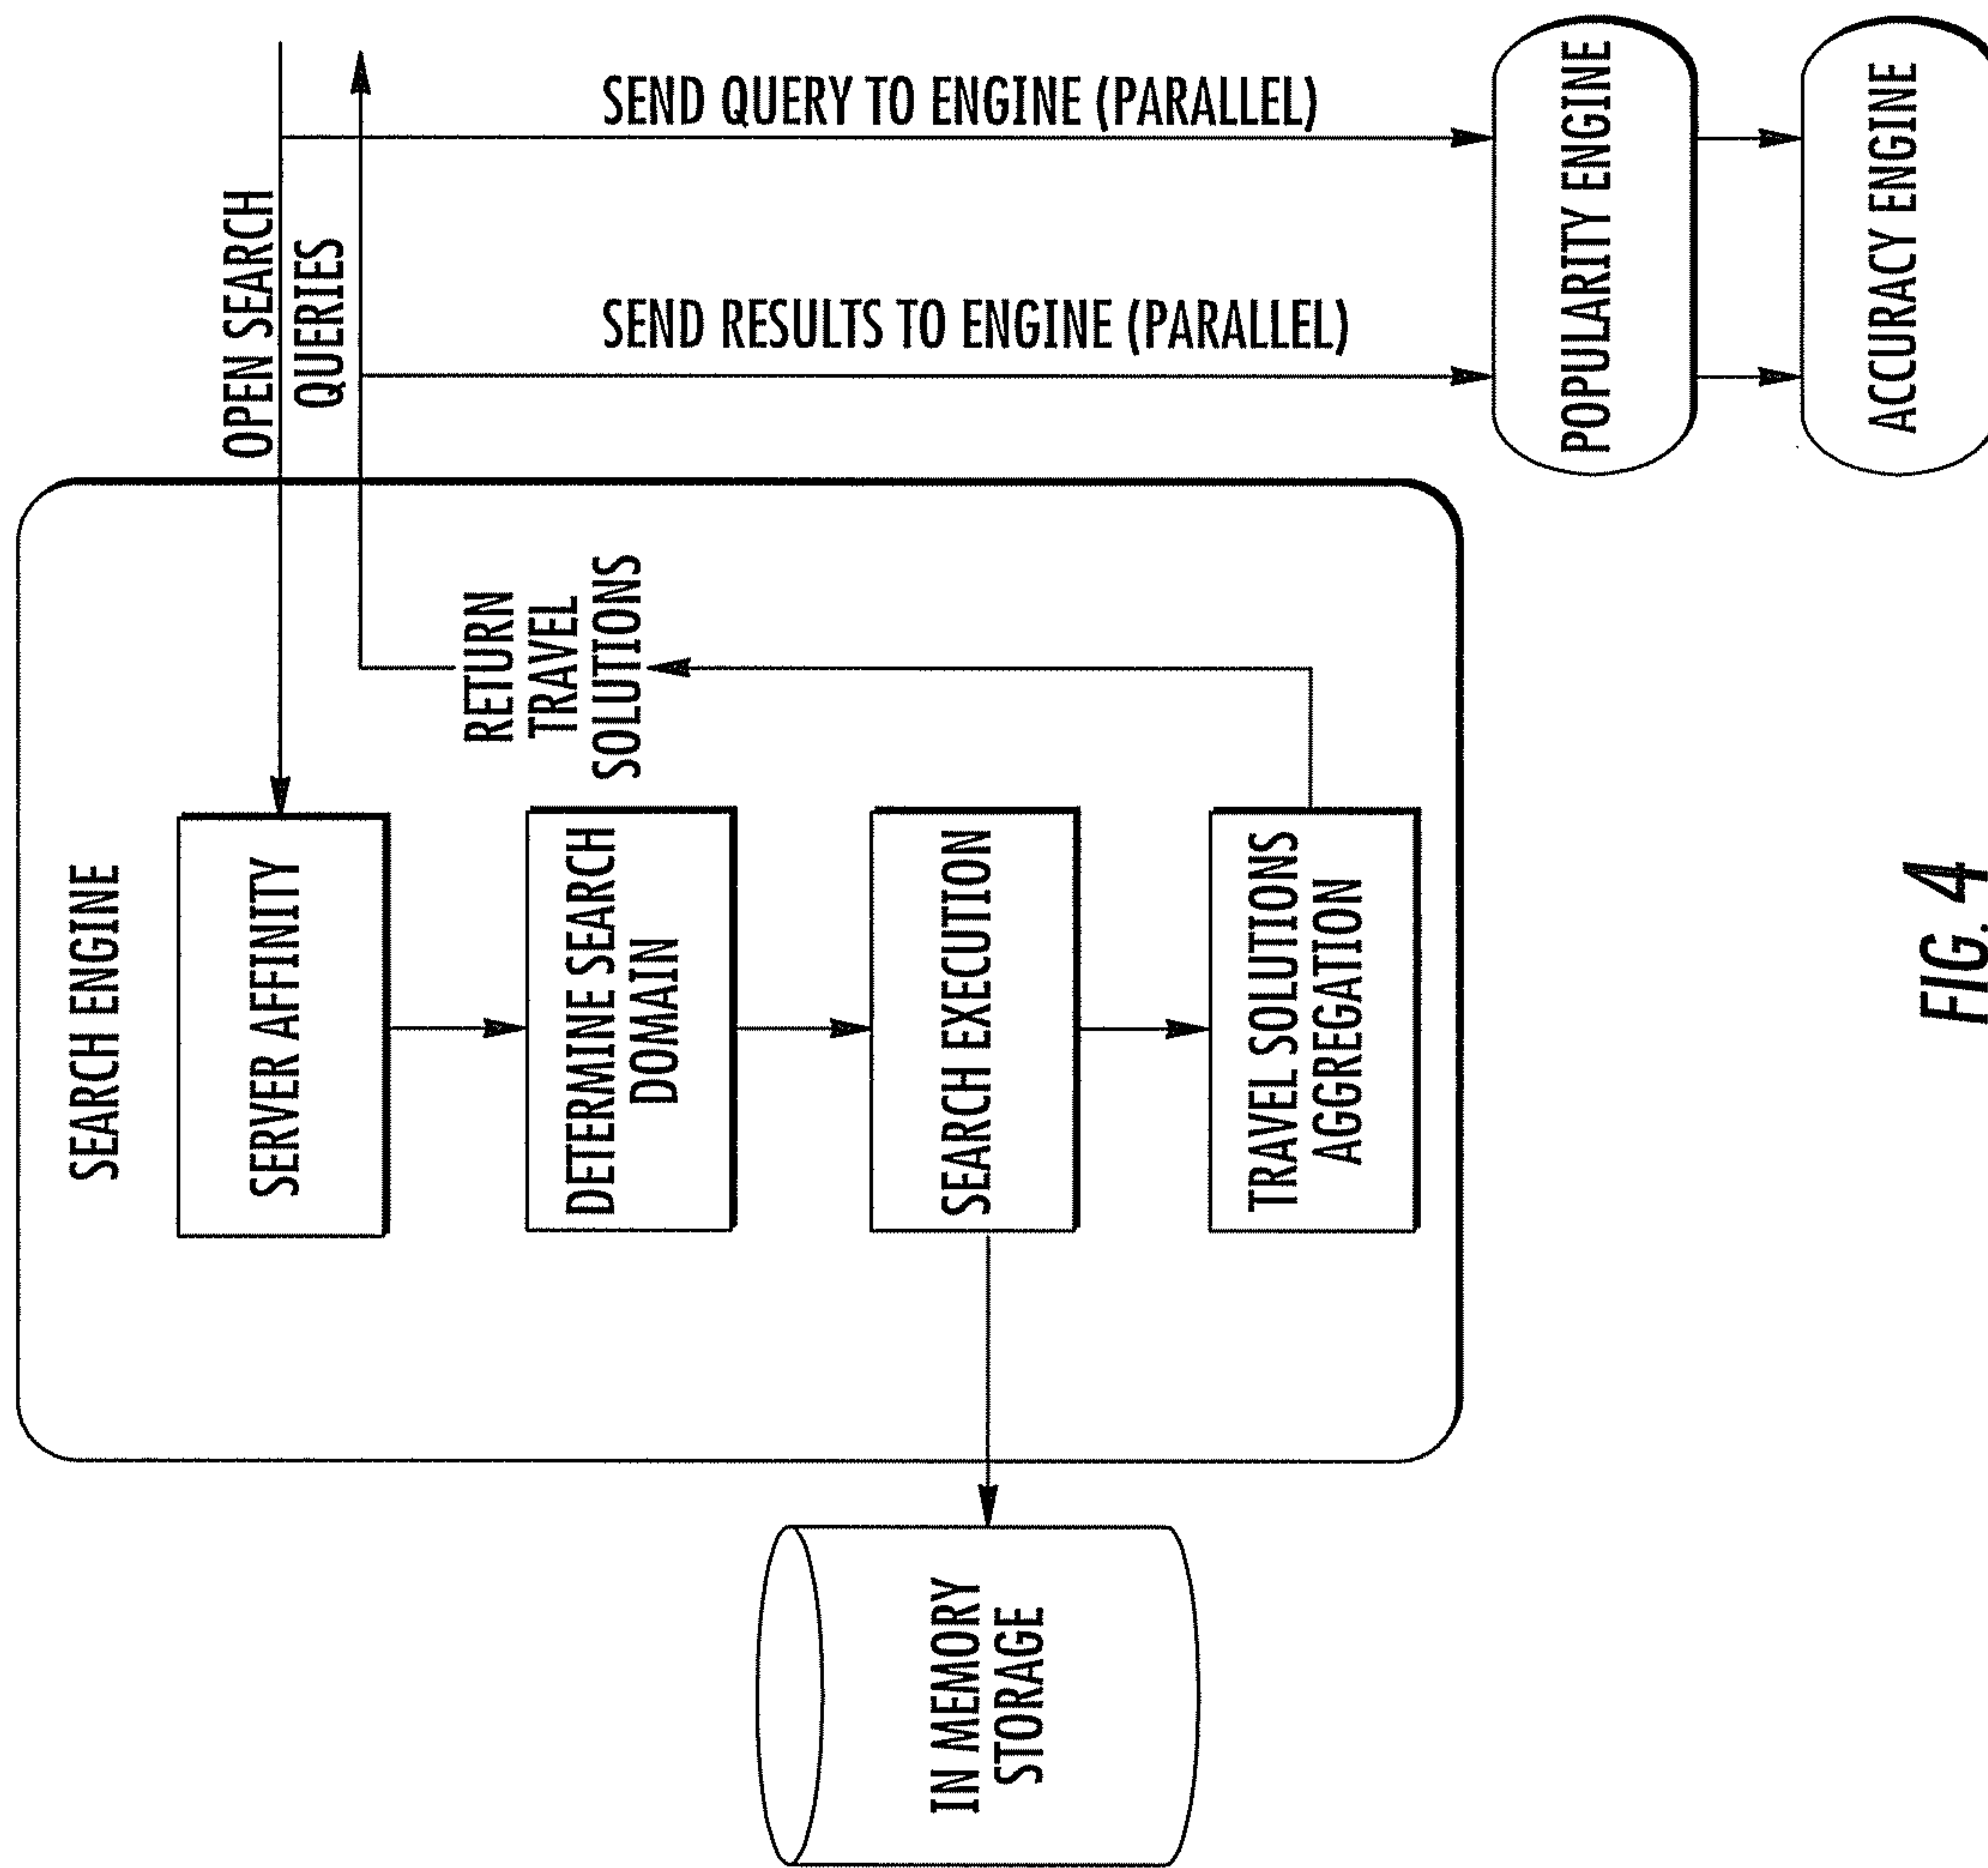 SEARCH ENGINE
SERVER AFFINITY
DETERMINE SEARCH
DOMAIN
SEARCH EXECUTION
TRAVEL SOLUTIONS
AGGREGATION
IN MEMORY
STORAGE
RETURN
TRAVEL
SOLUTIONS
OPEN SEARCH
QUERIES
SEND RESULTS TO ENGINE (PARALLEL)
SEND QUERY TO ENGINE (PARALLEL)
POPULARITY ENGINE
ACCURACY ENGINE
FIG. 4